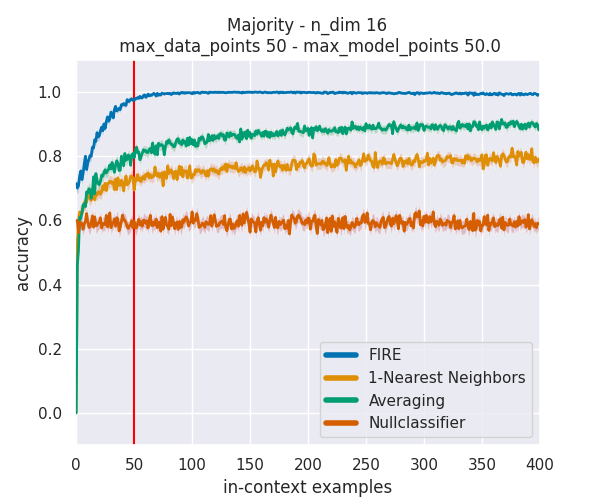 Majority - n_dim 16
max_data_points 50 - max_model_points 50.0
accuracy
1.0
0.8
0.6
0.4
0.2
0.0
FIRE
1-Nearest Neighbors
Averaging
Nullclassifier
0 50 100 150 200 250 300 350 400
in-context examples